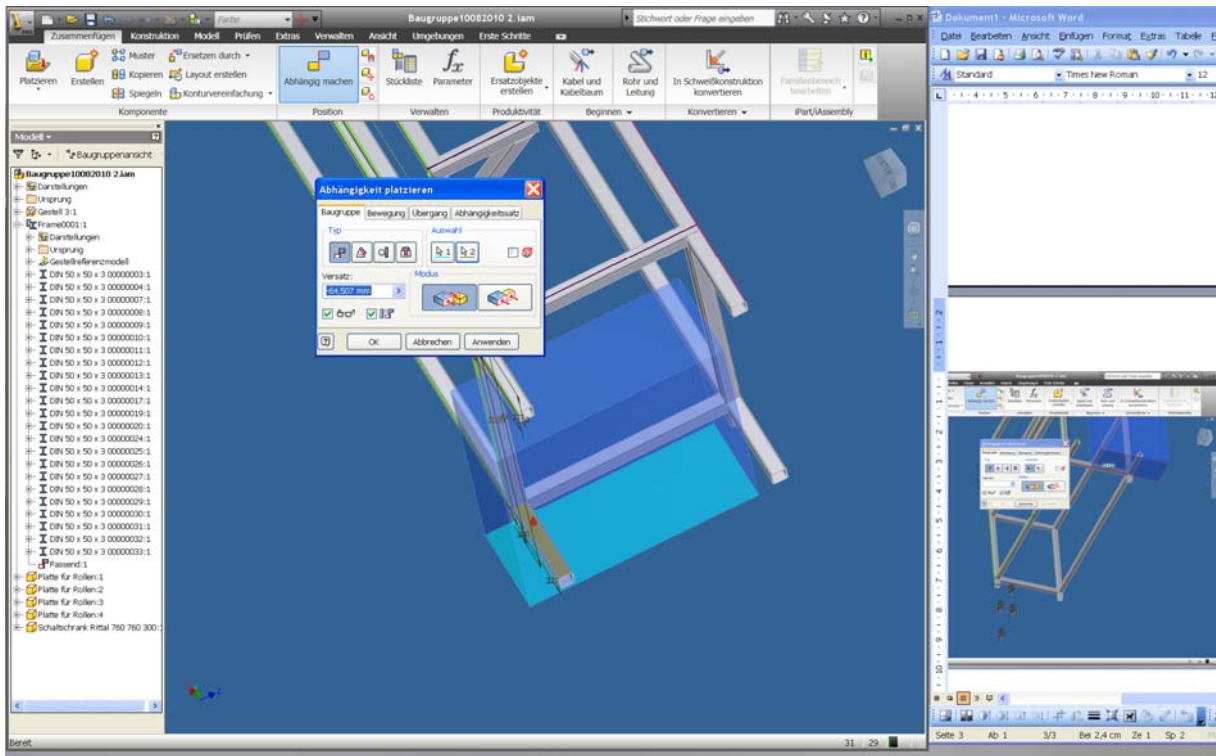 Farbe
Baugruppe10082010 2.iam
Stichwort oder Frage eingeben
Zusammenfügen Konstruktion Modell Prüfen Extras Verwalten Ansicht Umgebungen Erste Schritte
Platzieren
Erstellen
Muster
Kopieren
Spiegeln
Ersetzen durch
Layout erstellen
Konturvereinfachung
Abhängig machen
Stückliste
Parameter
Ersatzobjekte erstellen
Kabel und Kabelbaum
Rohr und Leitung
In Schweißkonstruktion konvertieren
Familienbereich bearbeiten
Komponente Position Verwalten Produktivität Beginnen Konvertieren iPart/iAssembly
Modell
Baugruppenansicht
Baugruppe10082010 2.iam
Darstellungen
Ursprung
Gestell 3:1
Frame0001:1
Darstellungen
Ursprung
Gestellreferenzmodell
DIN 50 x 50 x 3 00000003:1
DIN 50 x 50 x 3 00000004:1
DIN 50 x 50 x 3 00000007:1
DIN 50 x 50 x 3 00000008:1
DIN 50 x 50 x 3 00000009:1
DIN 50 x 50 x 3 00000010:1
DIN 50 x 50 x 3 00000011:1
DIN 50 x 50 x 3 00000012:1
DIN 50 x 50 x 3 00000013:1
DIN 50 x 50 x 3 00000014:1
DIN 50 x 50 x 3 00000017:1
DIN 50 x 50 x 3 00000019:1
DIN 50 x 50 x 3 00000020:1
DIN 50 x 50 x 3 00000024:1
DIN 50 x 50 x 3 00000025:1
DIN 50 x 50 x 3 00000026:1
DIN 50 x 50 x 3 00000027:1
DIN 50 x 50 x 3 00000028:1
DIN 50 x 50 x 3 00000029:1
DIN 50 x 50 x 3 00000030:1
DIN 50 x 50 x 3 00000031:1
DIN 50 x 50 x 3 00000032:1
DIN 50 x 50 x 3 00000033:1
Passend:1
Platte für Rollen:1
Platte für Rollen:2
Platte für Rollen:3
Platte für Rollen:4
Schaltschrank Rittal 760 760 300:
Abhängigkeit platzieren
Baugruppe Bewegung Übergang Abhängigkeitssatz
Typ
Auswahl
1 2
Versatz:
-64,507 mm
Modus
OK Abbrechen Anwenden
Bereit
31 29
Dokument1 - Microsoft Word
Datei Bearbeiten Ansicht Einfügen Format Extras Tabelle
Standard Times New Roman 12
Seite 3 Ab 1 3/3 Bei 2,4 cm Ze 1 Sp 2